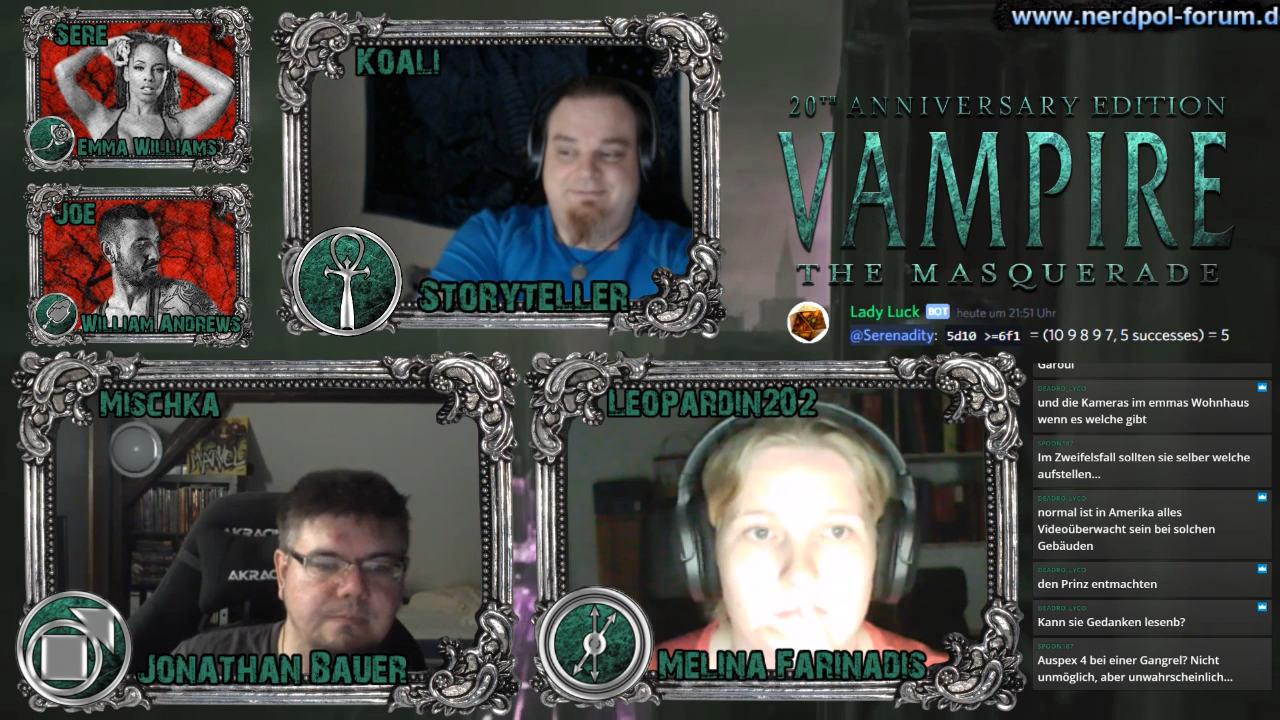 www.nerdpol-forum.d
SERE
EMMA WILLIAMS
JOE
WILLIAM ANDREWS
KOALI
STORYTELLER
20TH ANNIVERSARY EDITION
VAMPIRE
THE MASQUERADE
Lady Luck BOT heute um 21:51 Uhr
@Serenadity: 5d10 >=6f1 = (10 9 8 9 7, 5 successes) = 5
MISCHKA
AKRACI
AKRAC
JONATHAN BAUER
LEOPARDIN202
MELINA FARINADIS
Garou!
DEADRO_LYCO
und die Kameras im emmas Wohnhaus
wenn es welche gibt
SPOON187
Im Zweifelsfall sollten sie selber welche
aufstellen...
DEADRO_LYCO
normal ist in Amerika alles
Videoüberwacht sein bei solchen
Gebäuden
DEADRO_LYCO
den Prinz entmachten
DEADRO_LYCO
Kann sie Gedanken lesenb?
SPOON187
Auspex 4 bei einer Gangrel? Nicht
unmöglich, aber unwahrscheinlich...